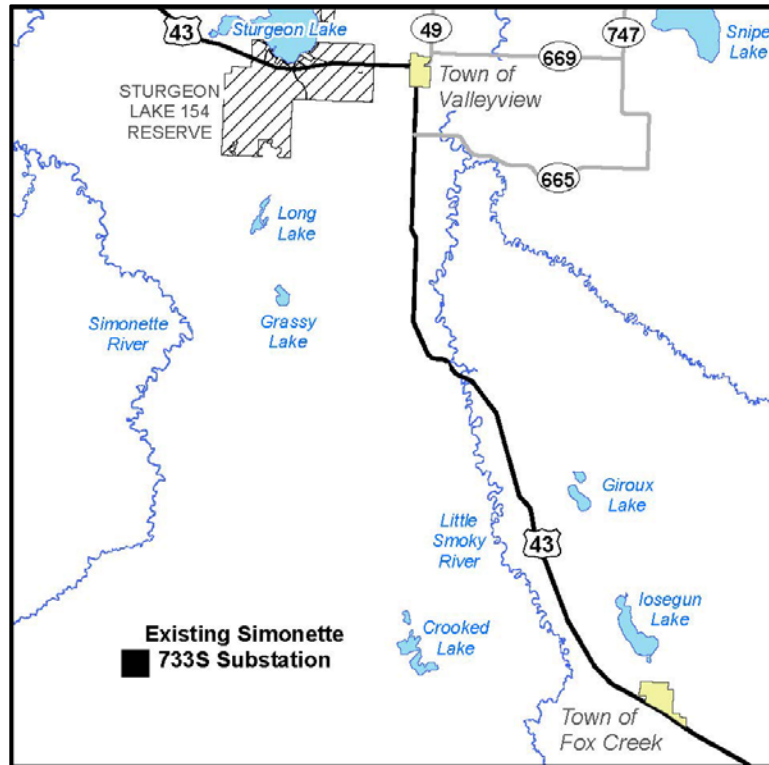 43
Sturgeon Lake
49
747
Snipe
Lake
669
Town of
Valleyview
STURGEON
LAKE 154
RESERVE
665
Long
Lake
Simonette
River
Grassy
Lake
Giroux
Lake
Little
Smoky
River
43
Iosegun
Lake
Existing Simonette
733S Substation
Crooked
Lake
Town of
Fox Creek